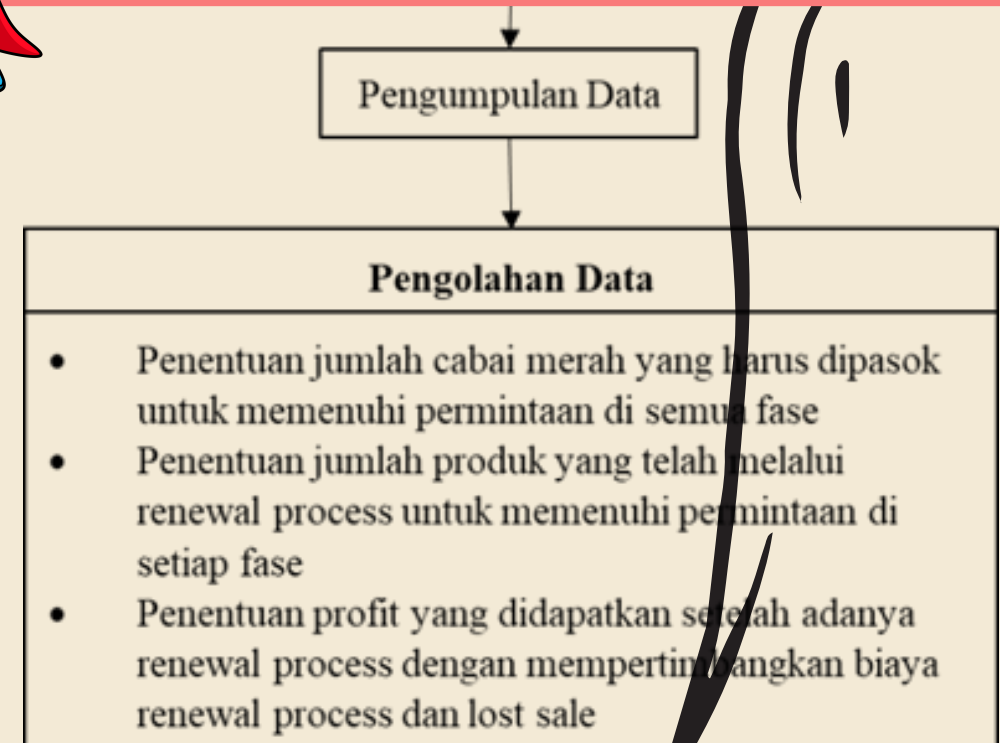 Pengumpulan Data
Pengolahan Data
• Penentuan jumlah cabai merah yang harus dipasok
untuk memenuhi permintaan di semua fase
• Penentuan jumlah produk yang telah melalui
renewal process untuk memenuhi permintaan di
setiap fase
• Penentuan profit yang didapatkan setelah adanya
renewal process dengan mempertimbangkan biaya
renewal process dan lost sale